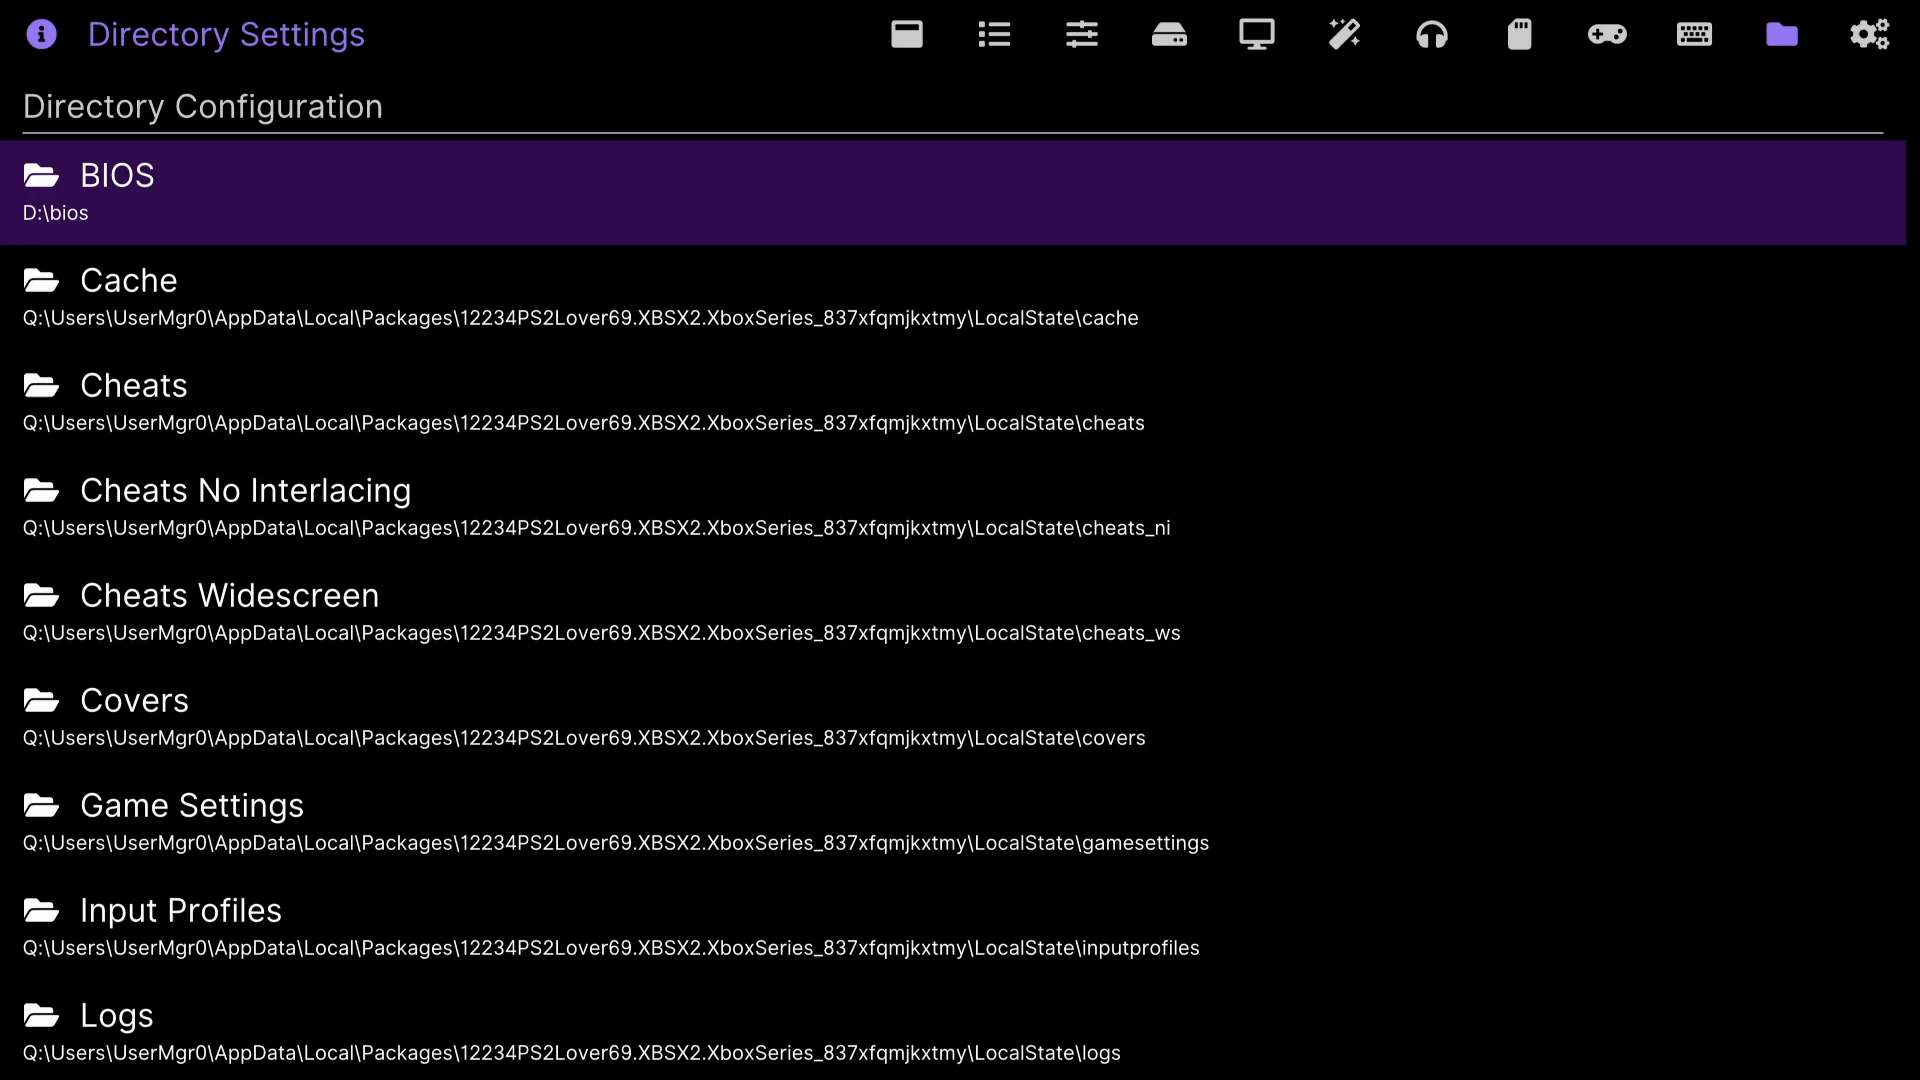 Directory Settings
Directory Configuration
BIOS
D:\bios
Cache
Q:\Users\UserMgr0\AppData\Local\Packages\12234PS2Lover69.XBSX2.XboxSeries_837xfqmjkxtmy\LocalState\cache
Cheats
Q:\Users\UserMgr0\AppData\Local\Packages\12234PS2Lover69.XBSX2.XboxSeries_837xfqmjkxtmy\LocalState\cheats
Cheats No Interlacing
Q:\Users\UserMgr0\AppData\Local\Packages\12234PS2Lover69.XBSX2.XboxSeries_837xfqmjkxtmy\LocalState\cheats_ni
Cheats Widescreen
Q:\Users\UserMgr0\AppData\Local\Packages\12234PS2Lover69.XBSX2.XboxSeries_837xfqmjkxtmy\LocalState\cheats_ws
Covers
Q:\Users\UserMgr0\AppData\Local\Packages\12234PS2Lover69.XBSX2.XboxSeries_837xfqmjkxtmy\LocalState\covers
Game Settings
Q:\Users\UserMgr0\AppData\Local\Packages\12234PS2Lover69.XBSX2.XboxSeries_837xfqmjkxtmy\LocalState\gamesettings
Input Profiles
Q:\Users\UserMgr0\AppData\Local\Packages\12234PS2Lover69.XBSX2.XboxSeries_837xfqmjkxtmy\LocalState\inputprofiles
Logs
Q:\Users\UserMgr0\AppData\Local\Packages\12234PS2Lover69.XBSX2.XboxSeries_837xfqmjkxtmy\LocalState\logs